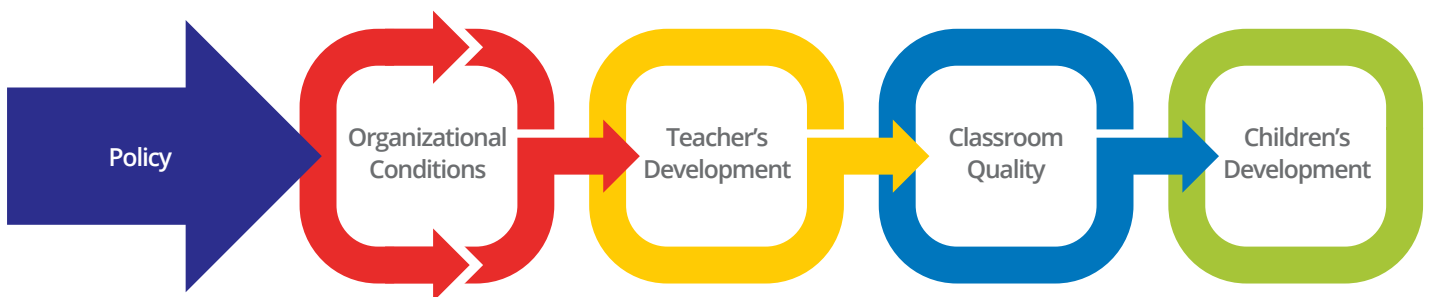 Policy
Organizational
Conditions
Teacher’s
Development
Classroom
Quality
Children’s
Development